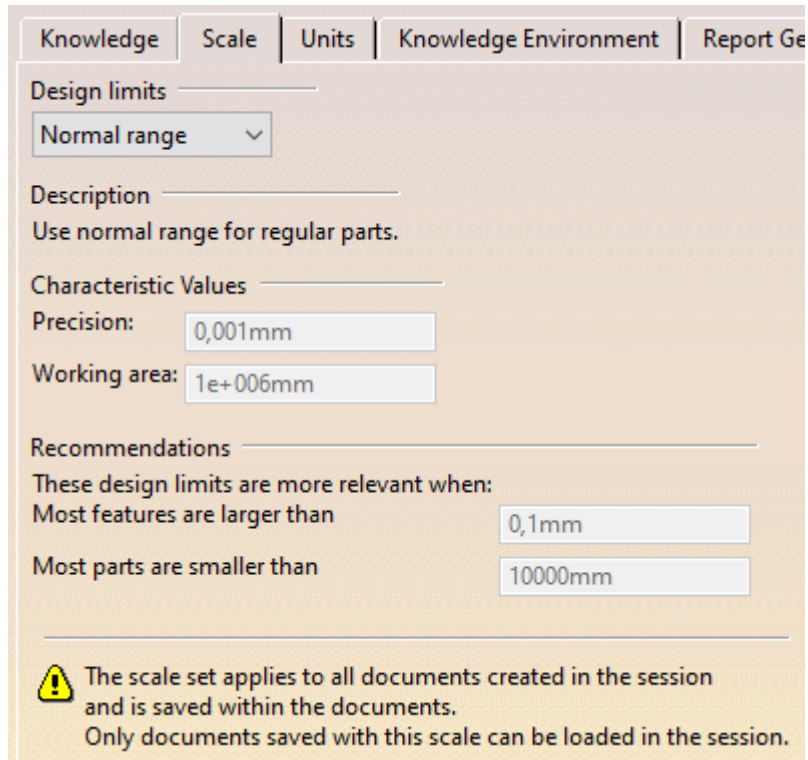 Knowledge Scale Units Knowledge Environment Report Ge
Design limits
Normal range
Description
Use normal range for regular parts.
Characteristic Values
Precision: 0,001mm
Working area: 1e+006mm
Recommendations
These design limits are more relevant when:
Most features are larger than 0,1mm
Most parts are smaller than 10000mm
The scale set applies to all documents created in the session
and is saved within the documents.
Only documents saved with this scale can be loaded in the session.